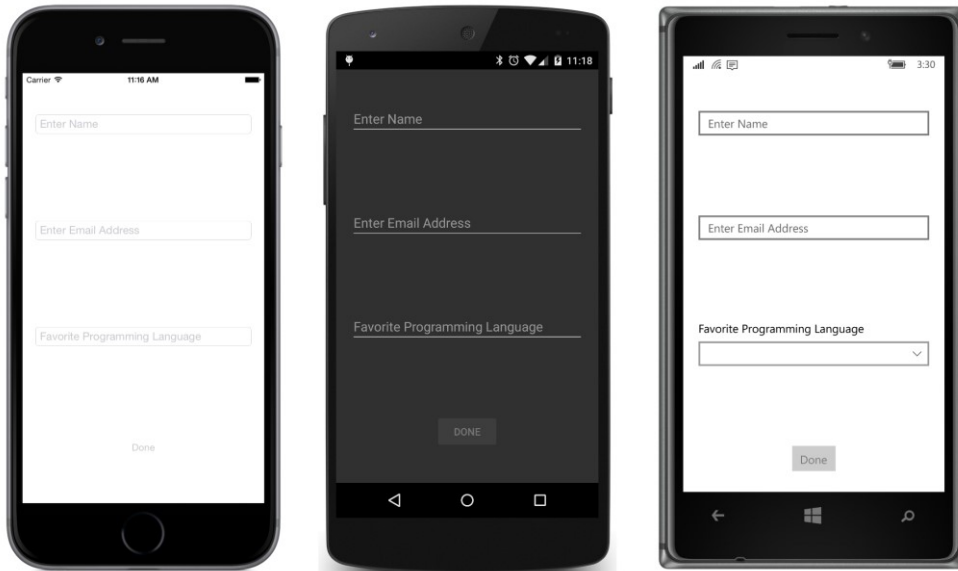 Carrier 11:16 AM
Enter Name
Enter Email Address
Favorite Programming Language
Done
11:18
Enter Name
Enter Email Address
Favorite Programming Language
DONE
3:30
Enter Name
Enter Email Address
Favorite Programming Language
Done